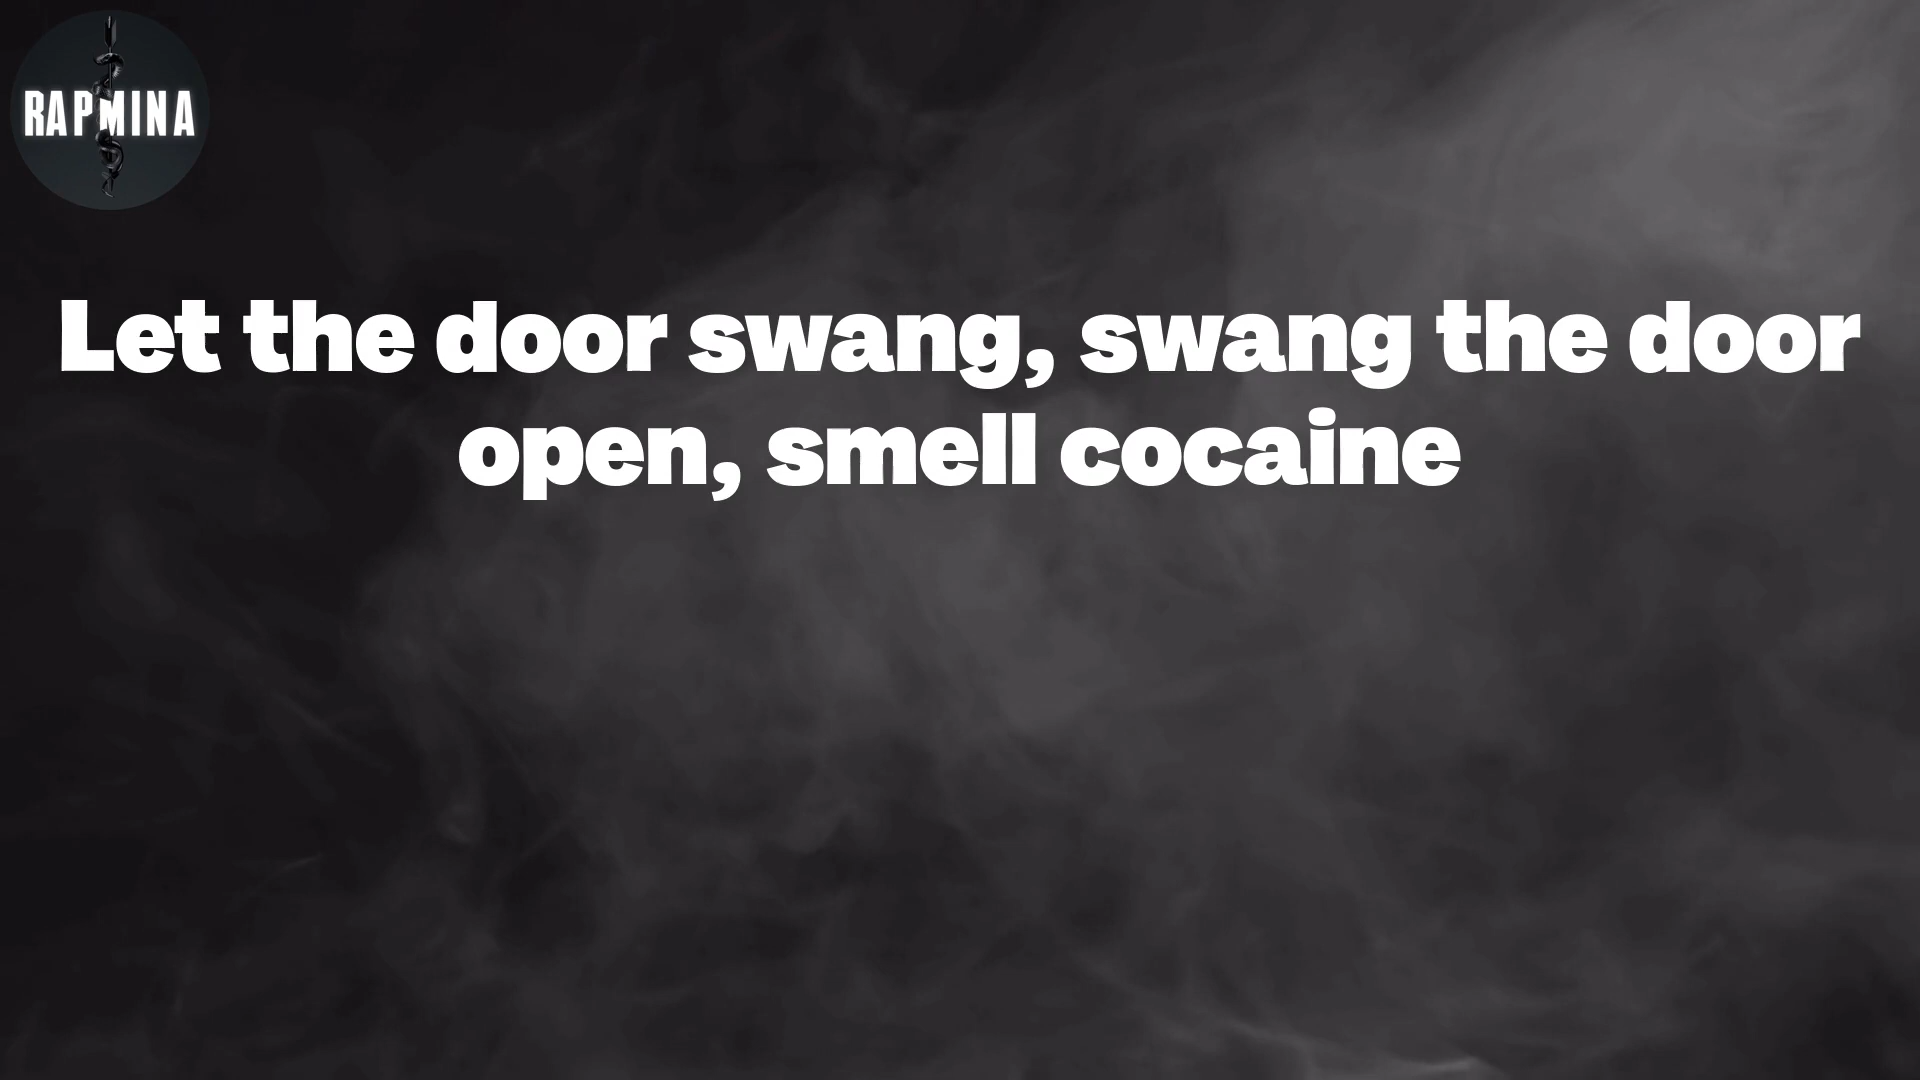 RAPMINA
Let the door swang, swang the door
open, smell cocaine